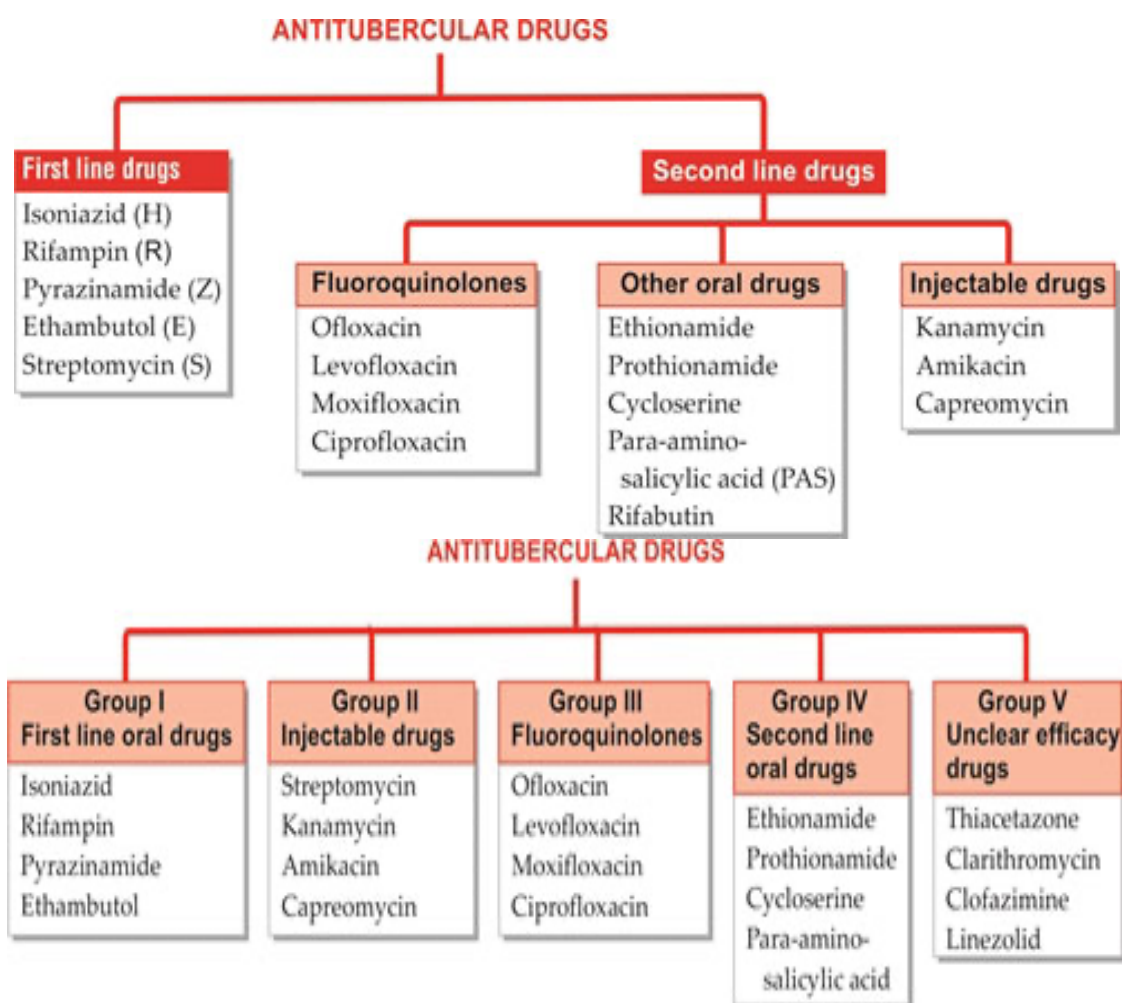 ANTITUBERCULAR DRUGS
First line drugs
Isoniazid (H)
Rifampin (R)
Pyrazinamide (Z)
Ethambutol (E)
Streptomycin (S)
Second line drugs
Fluoroquinolones
Ofloxacin
Levofloxacin
Moxifloxacin
Ciprofloxacin
Other oral drugs
Ethionamide
Prothionamide
Cycloserine
Para-amino-
salicylic acid (PAS)
Rifabutin
Injectable drugs
Kanamycin
Amikacin
Capreomycin
ANTITUBERCULAR DRUGS
Group I
First line oral drugs
Isoniazid
Rifampin
Pyrazinamide
Ethambutol
Group II
Injectable drugs
Streptomycin
Kanamycin
Amikacin
Capreomycin
Group III
Fluoroquinolones
Ofloxacin
Levofloxacin
Moxifloxacin
Ciprofloxacin
Group IV
Second line
oral drugs
Ethionamide
Prothionamide
Cycloserine
Para-amino-
salicylic acid
Group V
Unclear efficacy
drugs
Thiacetazone
Clarithromycin
Clofazimine
Linezolid